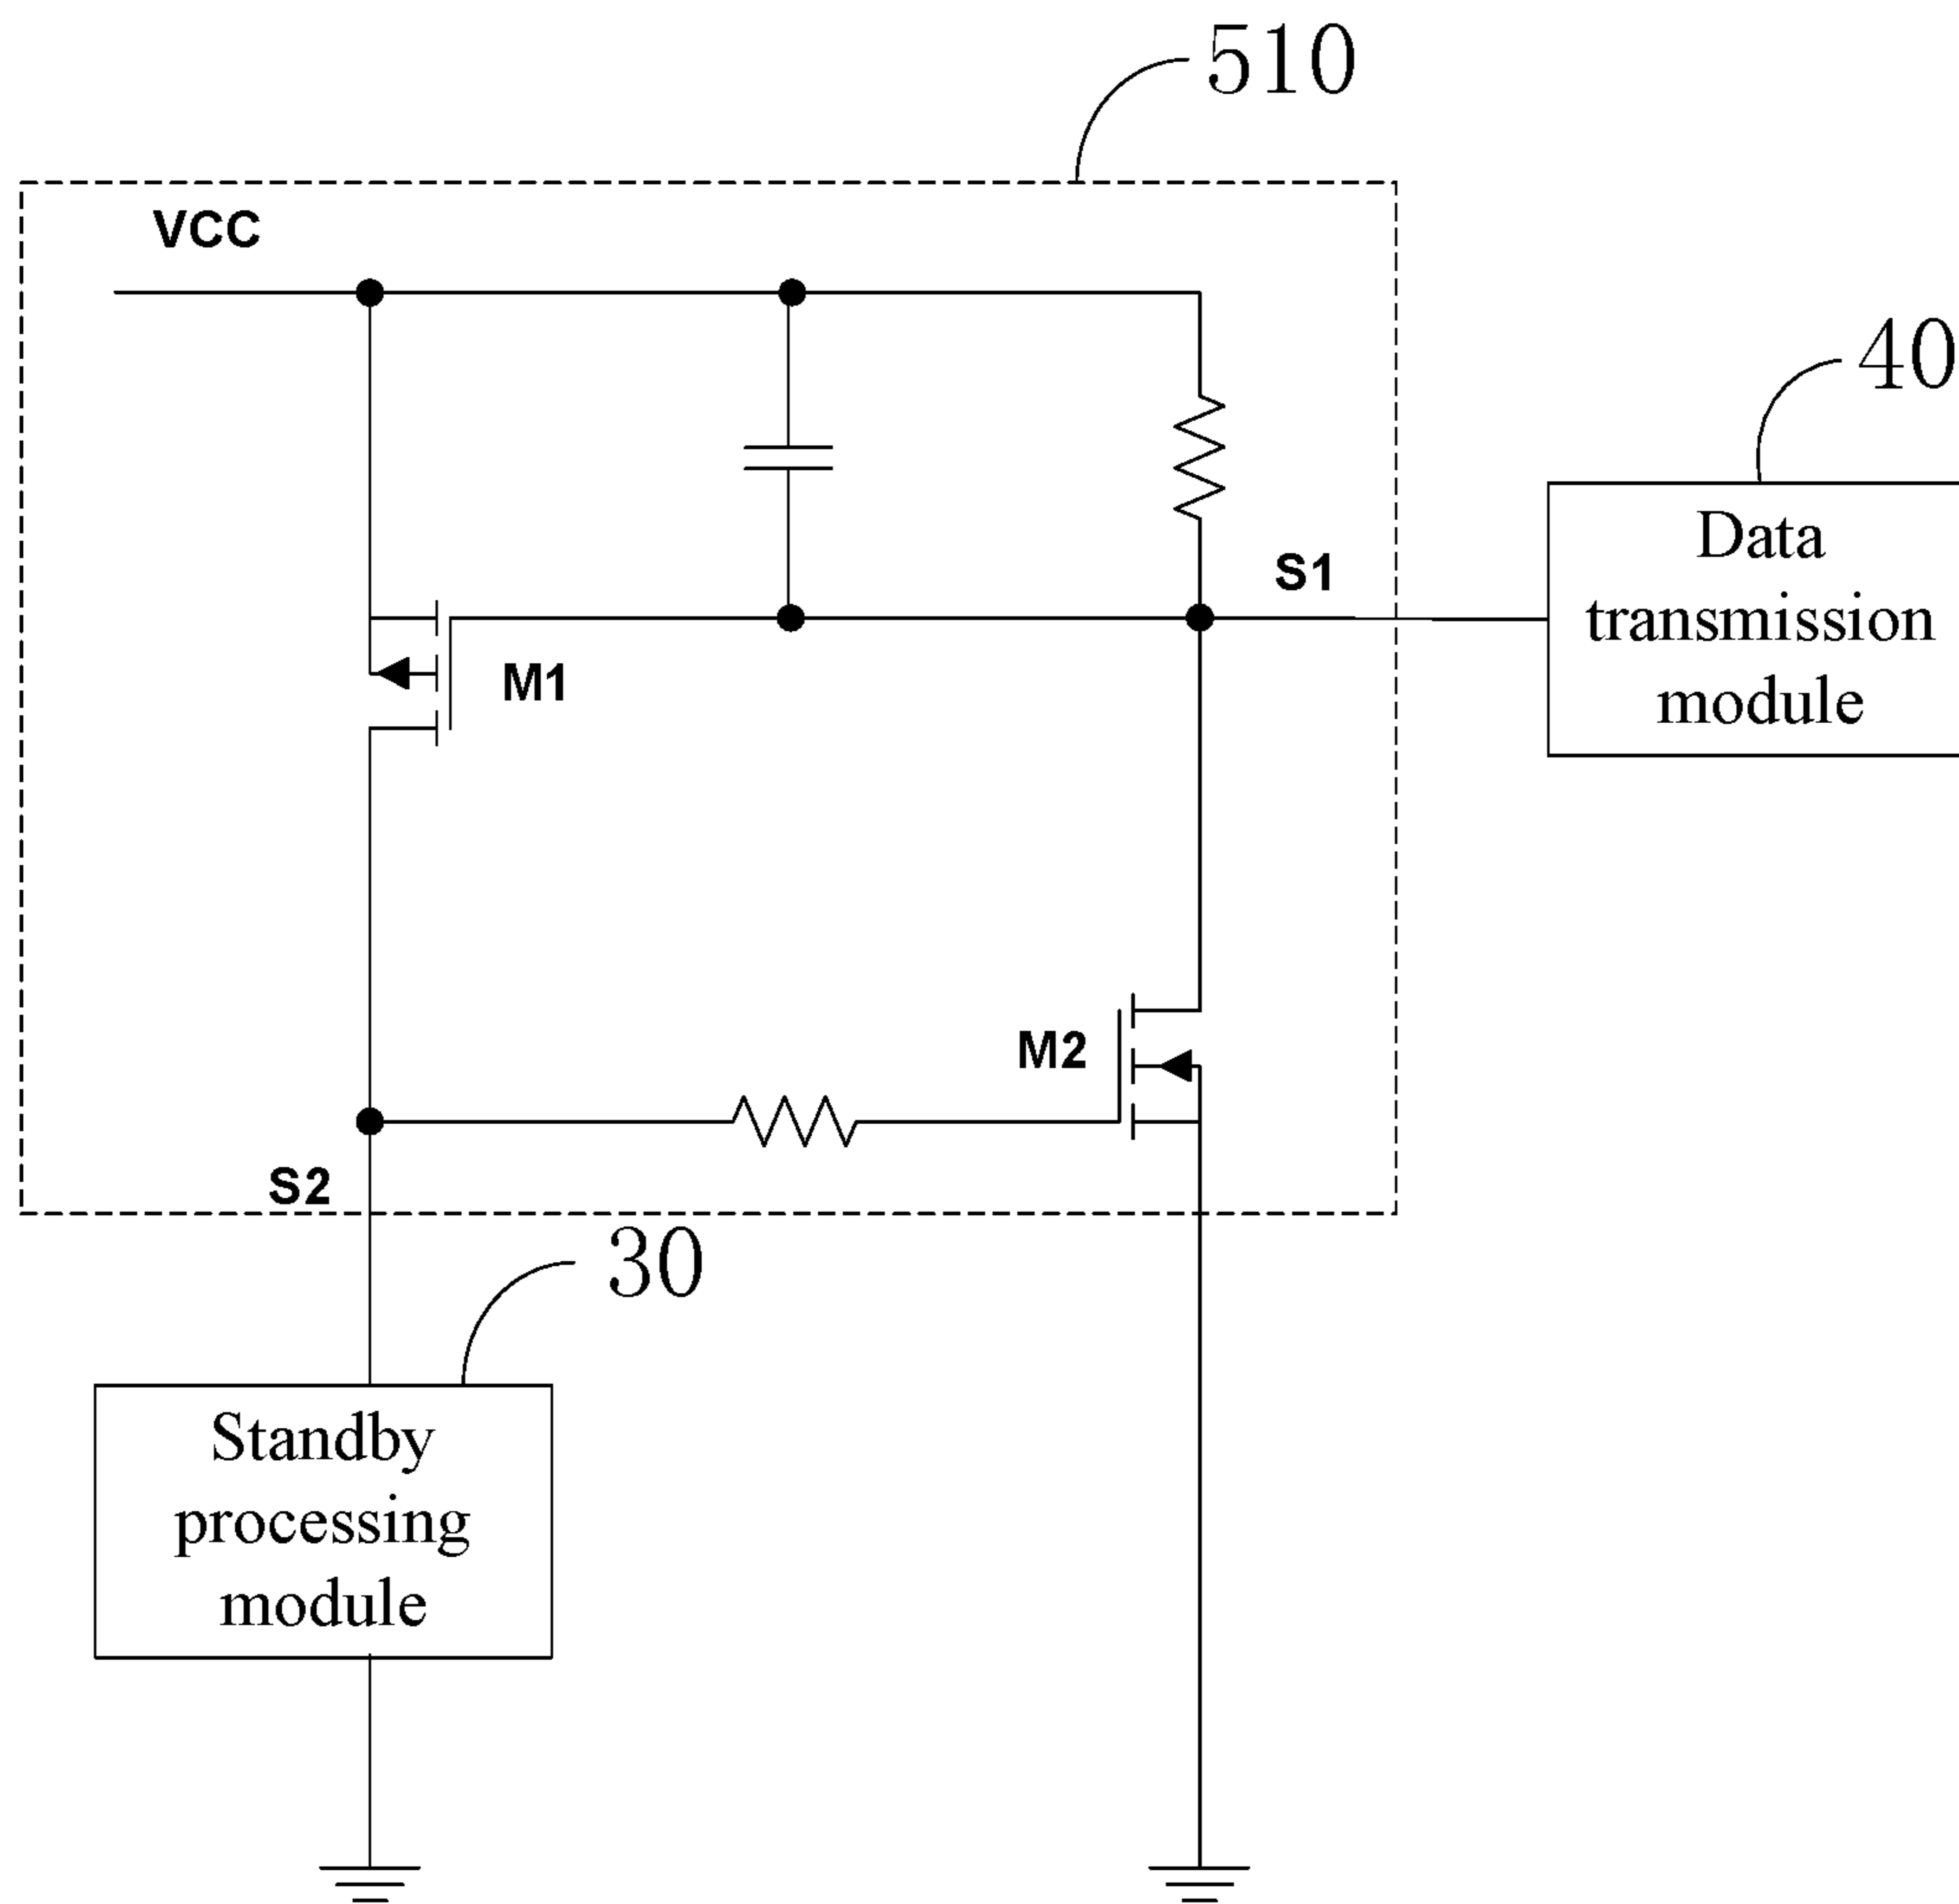 510
VCC
40
Data
transmission
module
S1
M1
M2
S2
30
Standby
processing
module